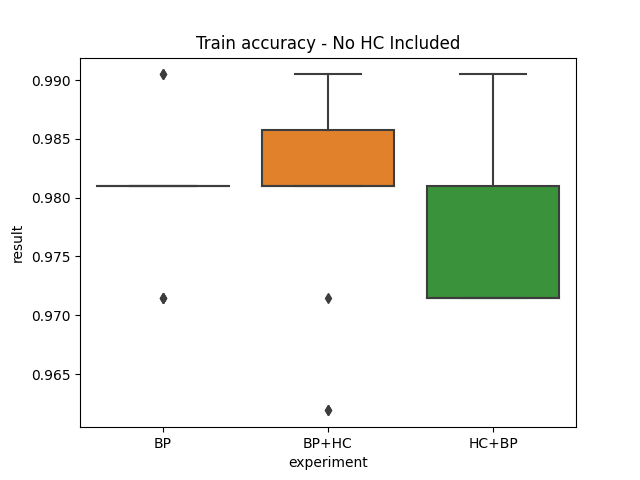 Train accuracy - No HC Included
0.990
0.985
0.980
0.975
0.970
0.965
result
BP
BP+HC
HC+BP
experiment